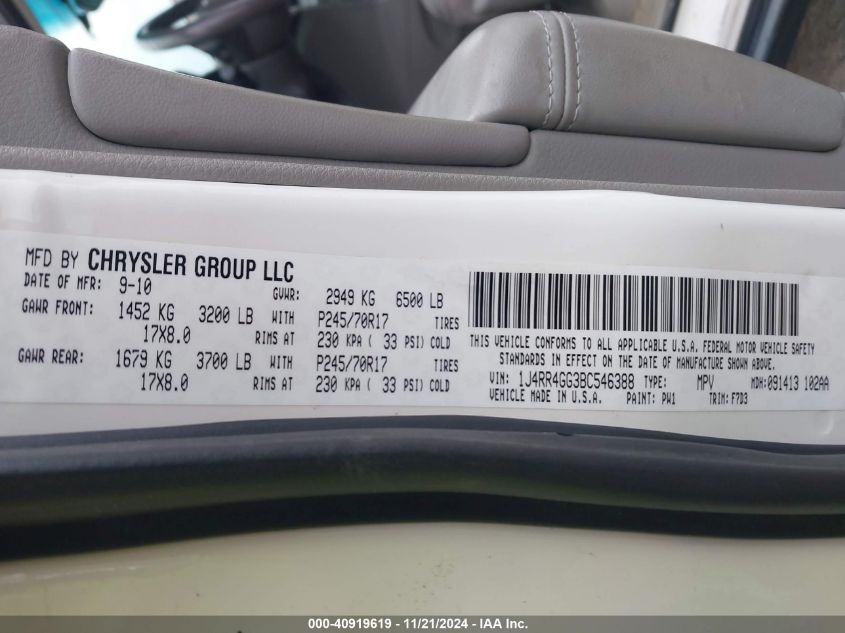 MFD BY CHRYSLER GROUP LLC
DATE OF MFR: 9-10 GVWR: 2949 KG 6500 LB
GAWR FRONT: 1452 KG 3200 LB WITH P245/70R17 TIRES
17X8.0 RIMS AT 230 KPA ( 33 PSI) COLD
GAWR REAR: 1679 KG 3700 LB WITH P245/70R17 TIRES
17X8.0 RIMS AT 230 KPA ( 33 PSI) COLD
THIS VEHICLE CONFORMS TO ALL APPLICABLE U.S.A. FEDERAL MOTOR VEHICLE SAFETY
STANDARDS IN EFFECT ON THE DATE OF MANUFACTURE SHOWN ABOVE.
VIN: 1J4RR4GG3BC546388 TYPE: MPV MDH: 091413 102AA
VEHICLE MADE IN U.S.A. PAINT: PW1 TRIM: F7D3
000-40919619 - 11/21/2024 - IAA Inc.